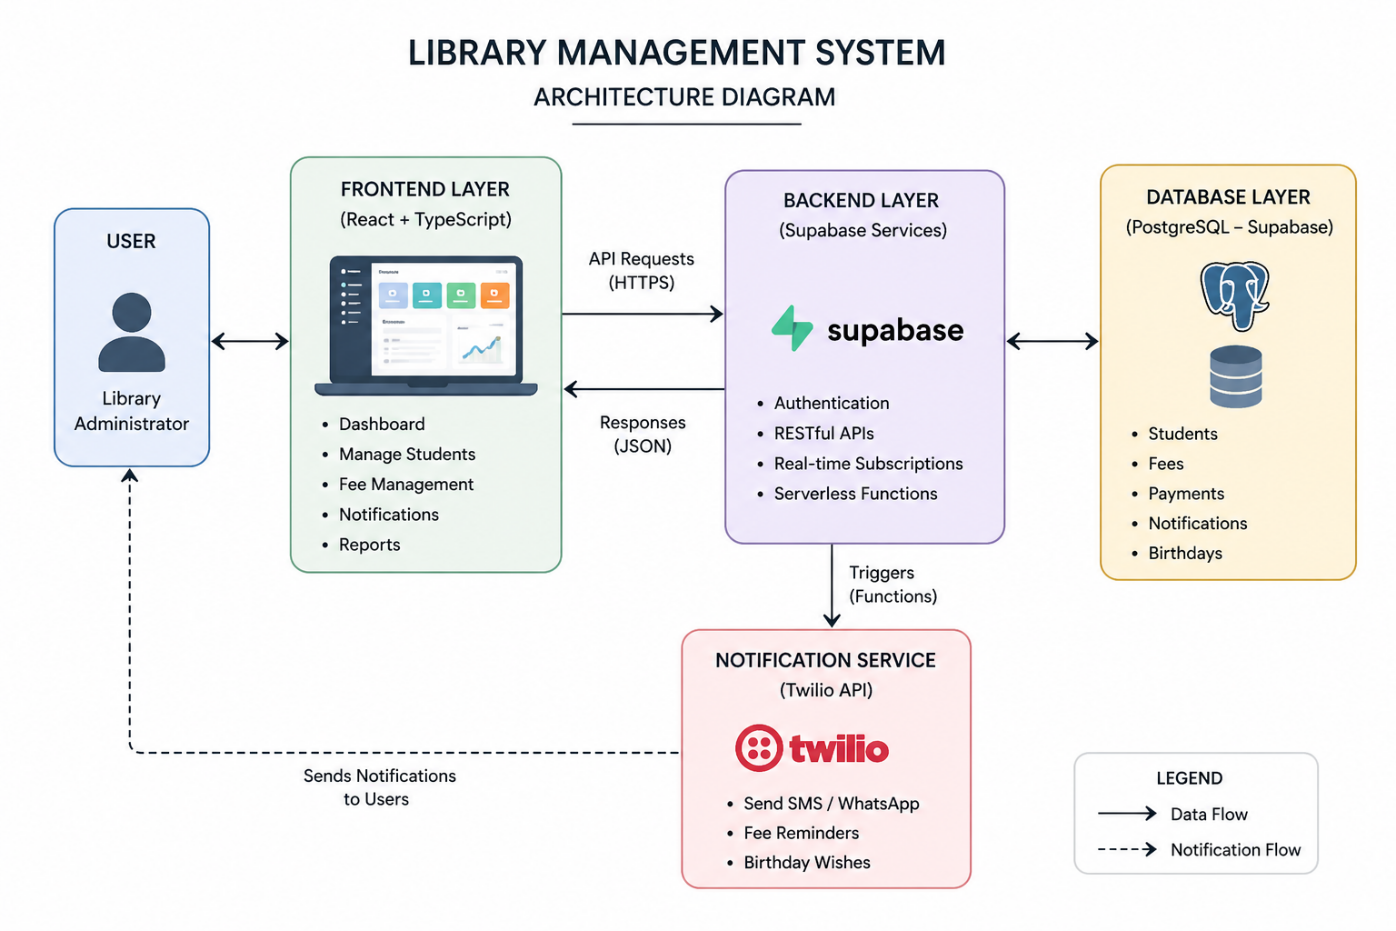 LIBRARY MANAGEMENT SYSTEM
ARCHITECTURE DIAGRAM
USER
Library
Administrator
FRONTEND LAYER
(React + TypeScript)
• Dashboard
• Manage Students
• Fee Management
• Notifications
• Reports
API Requests
(HTTPS)
Responses
(JSON)
BACKEND LAYER
(Supabase Services)
supabase
• Authentication
• RESTful APIs
• Real-time Subscriptions
• Serverless Functions
DATABASE LAYER
(PostgreSQL – Supabase)
• Students
• Fees
• Payments
• Notifications
• Birthdays
Triggers
(Functions)
NOTIFICATION SERVICE
(Twilio API)
twilio
• Send SMS / WhatsApp
• Fee Reminders
• Birthday Wishes
Sends Notifications
to Users
LEGEND
Data Flow
Notification Flow